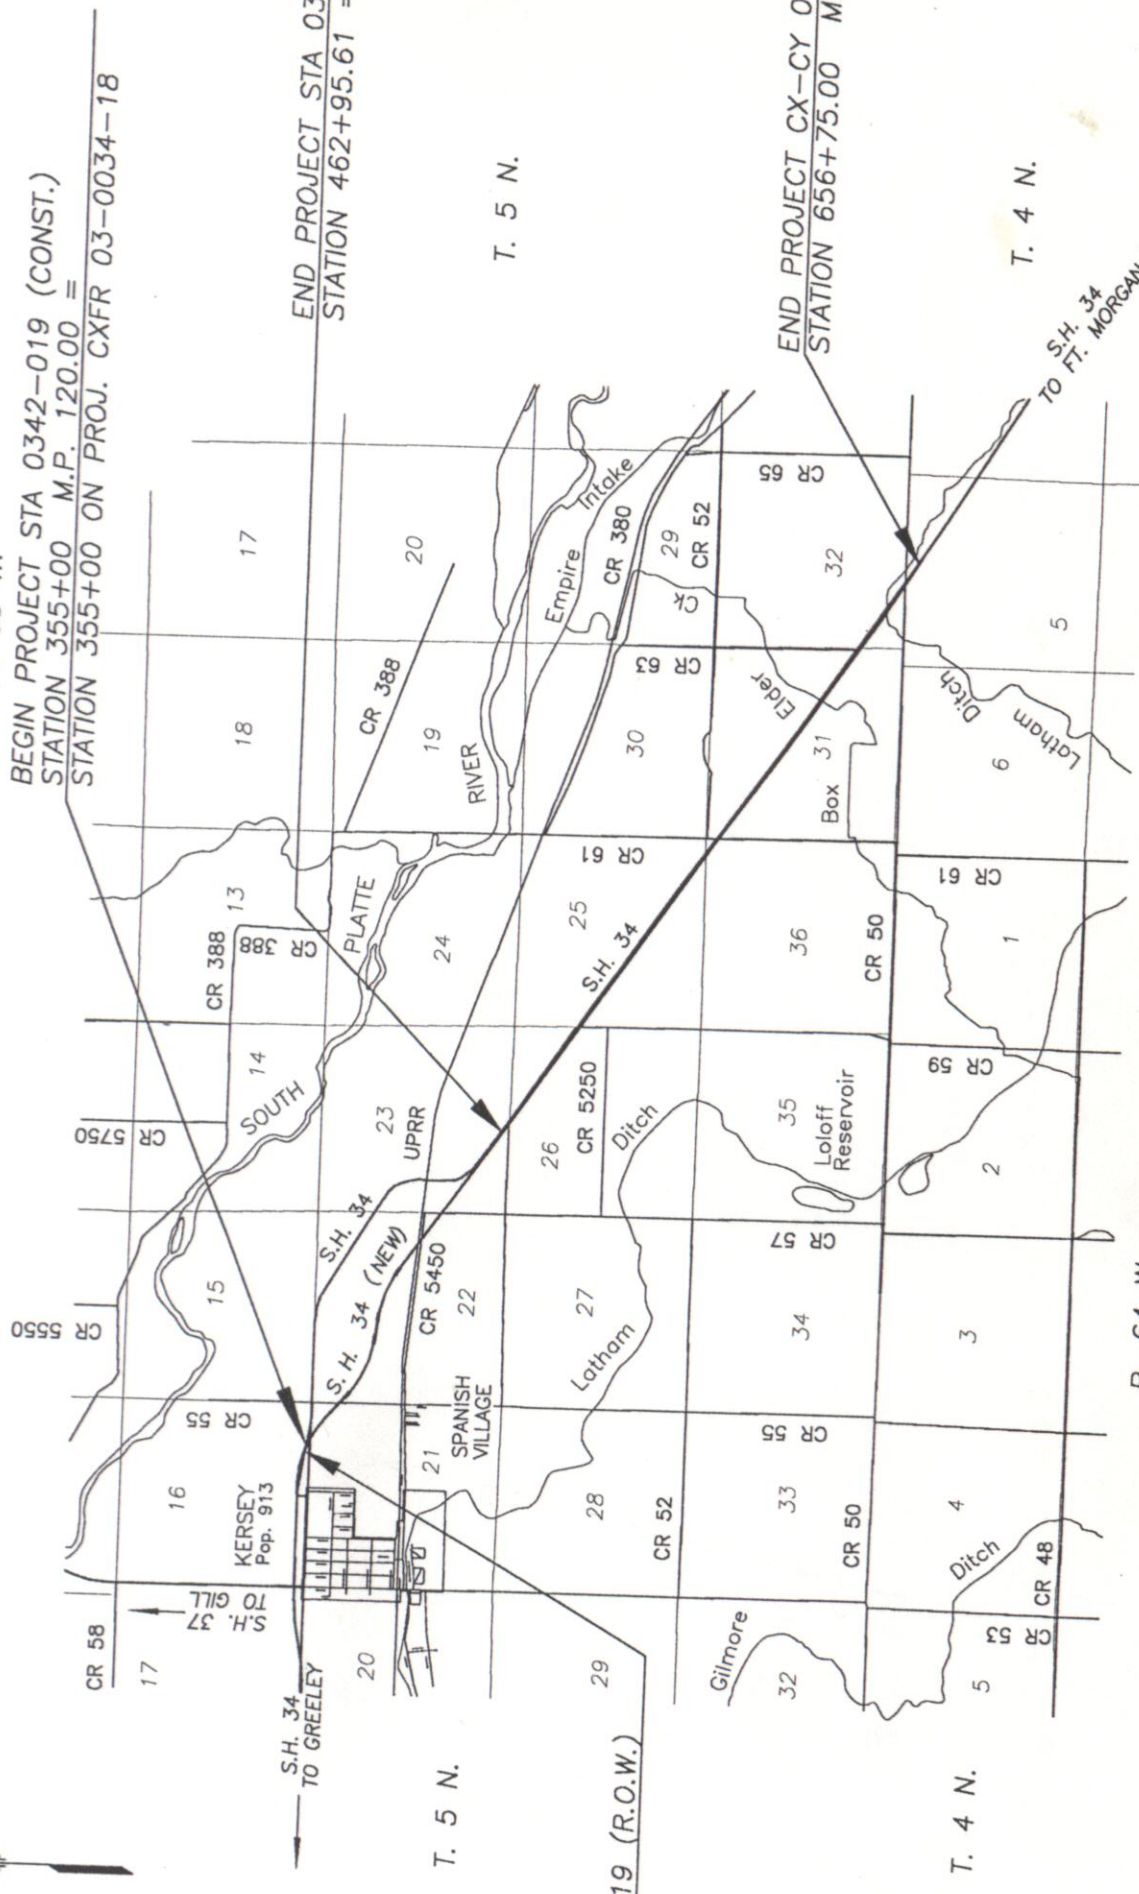 BEGIN PROJECT STA 0342-019 (CONST.)
STATION 355+00 M.P. 120.00 =
STATION 355+00 ON PROJ. CXFR 03-0034-18
END PROJECT STA 03
STATION 462+95.61 =
END PROJECT CX-CY 0
STATION 656+75.00 M
T. 5 N.
T. 4 N.
S.H. 34
TO FT. MORGAN
CR 5550
CR 5750
CR 388
CR 388
CR 388
CR 58
17
16
15
14
13
18
17
S.H. 37
TO GILL
KERSEY
Pop. 913
CR 55
SOUTH
PLATTE
RIVER
S.H. 34
TO GREELEY
20
21
22
23
24
19
20
S.H. 34
S. H. 34 (NEW)
CR 5450
UPRR
SPANISH
VILLAGE
Empire
Intake
CR 380
29
28
27
26
25
30
29
Latham
Ditch
CR 5250
S.H. 34
CR 61
CR 63
CR 52
CR 52
Ck
Elder
Box
CR 65
Gilmore
Ditch
32
33
34
35
36
31
32
CR 55
CR 57
Loloff
Reservoir
CR 50
CR 50
5
4
3
2
1
6
5
CR 53
CR 48
CR 59
CR 61
Latham
Ditch
T. 5 N.
T. 4 N.
19 (R.O.W.)